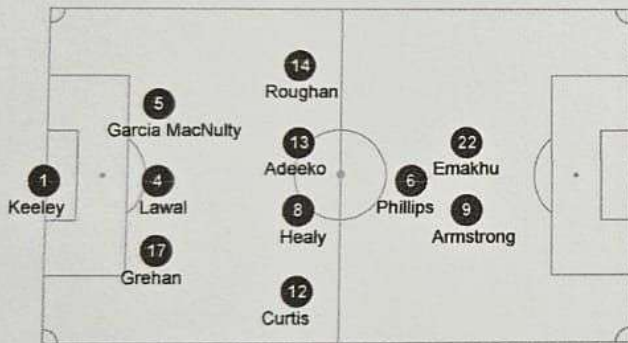 14
Roughan
5
Garcia MacNulty
13
Adeeko
22
Emakhu
1
Keeley
4
Lawal
6
Phillips
8
Healy
9
Armstrong
17
Grehan
12
Curtis